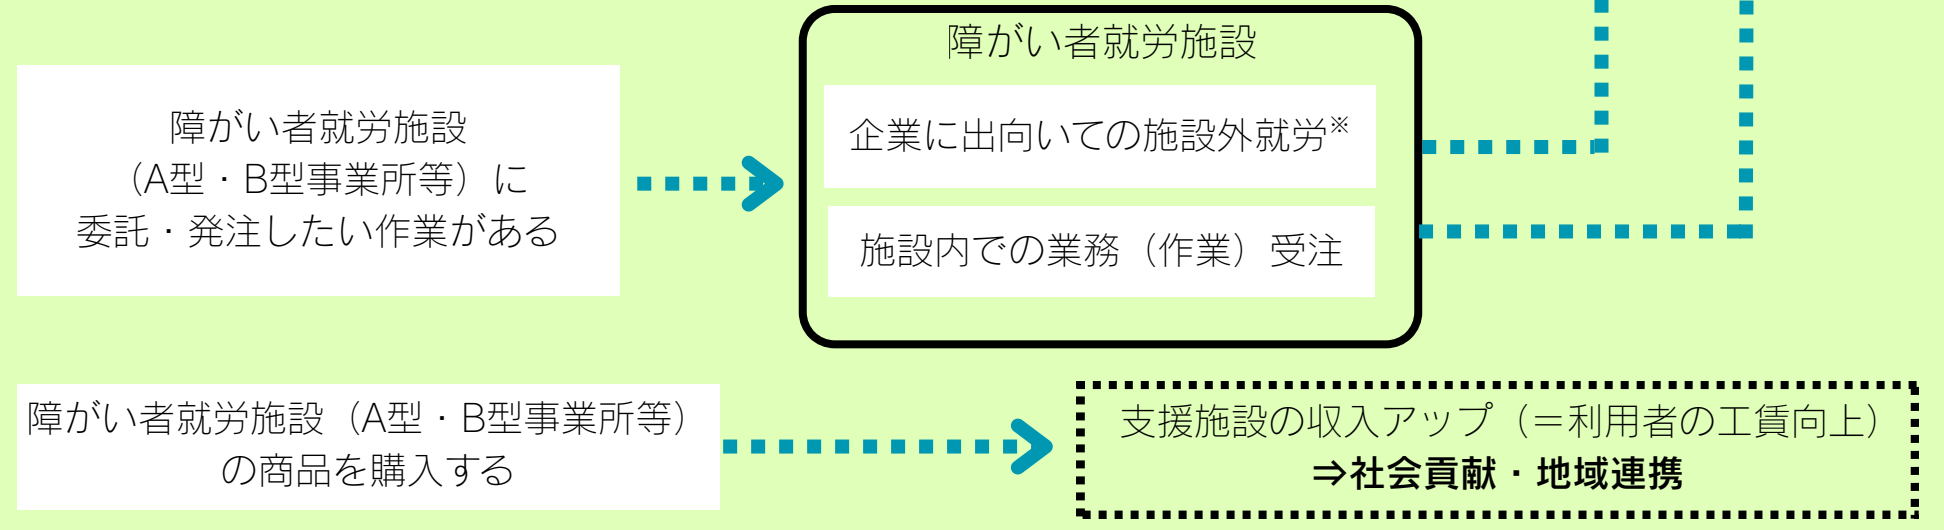 障がい者就労施設
障がい者就労施設
（A型・B型事業所等）に
委託・発注したい作業がある
企業に出向いての施設外就労※
施設内での業務（作業）受注
障がい者就労施設（A型・B型事業所等）
の商品を購入する
支援施設の収入アップ（＝利用者の工賃向上）
⇒社会貢献・地域連携